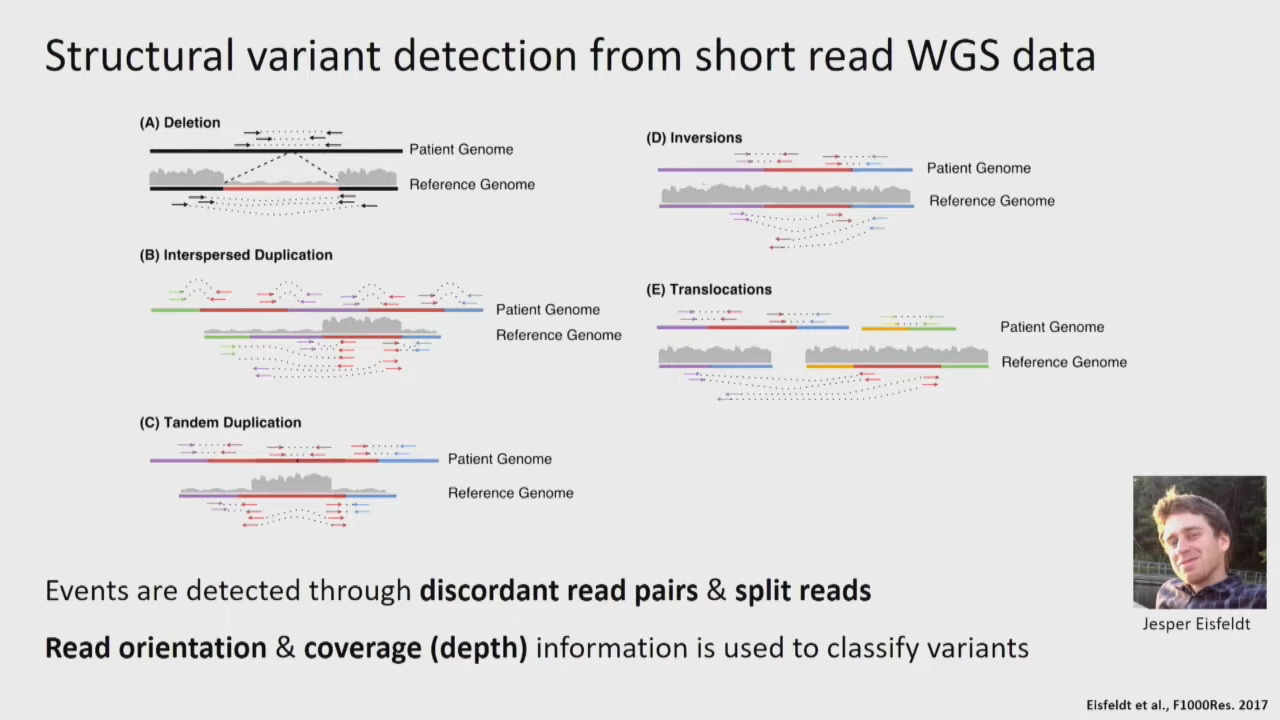 Structural variant detection from short read WGS data
(A) Deletion
Patient Genome
Reference Genome
(B) Interspersed Duplication
Patient Genome
Reference Genome
(C) Tandem Duplication
Patient Genome
Reference Genome
(D) Inversions
Patient Genome
Reference Genome
(E) Translocations
Patient Genome
Reference Genome
Events are detected through discordant read pairs & split reads
Read orientation & coverage (depth) information is used to classify variants
Jesper Eisfeldt
Eisfeldt et al., F1000Res. 2017